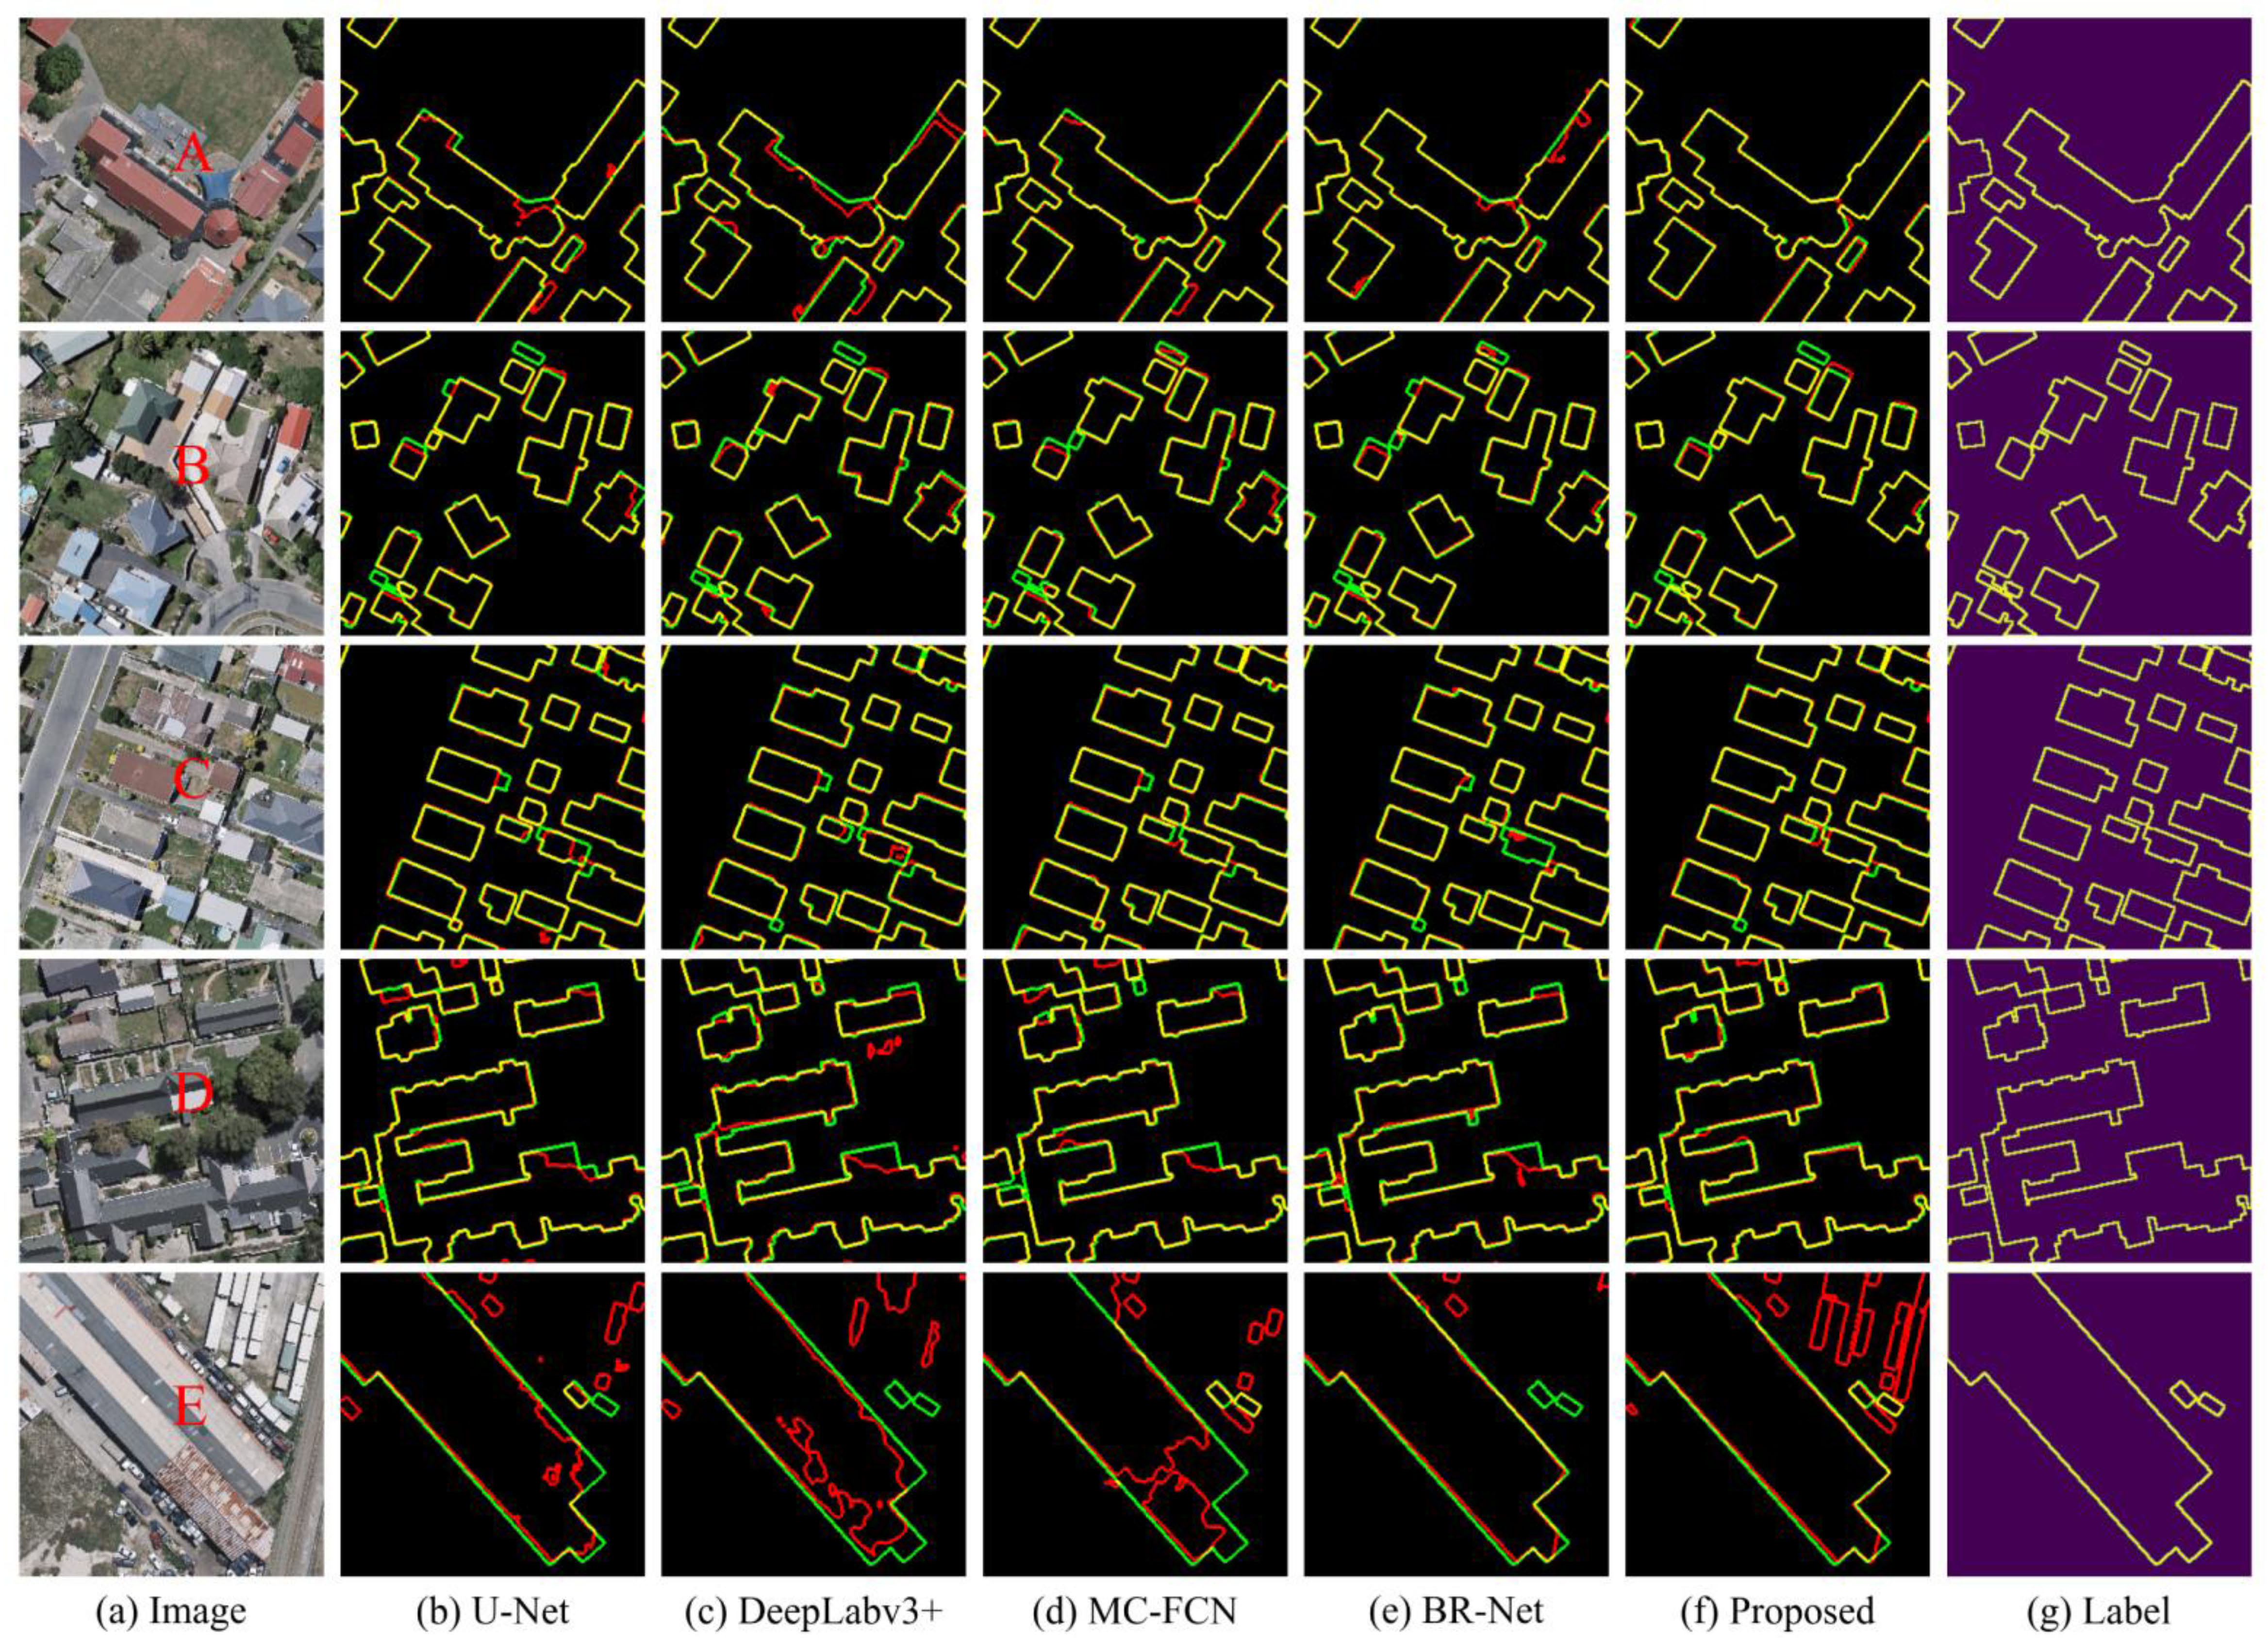 A
B
C
D
E
(a) Image (b) U-Net (c) DeepLabv3+ (d) MC-FCN (e) BR-Net (f) Proposed (g) Label